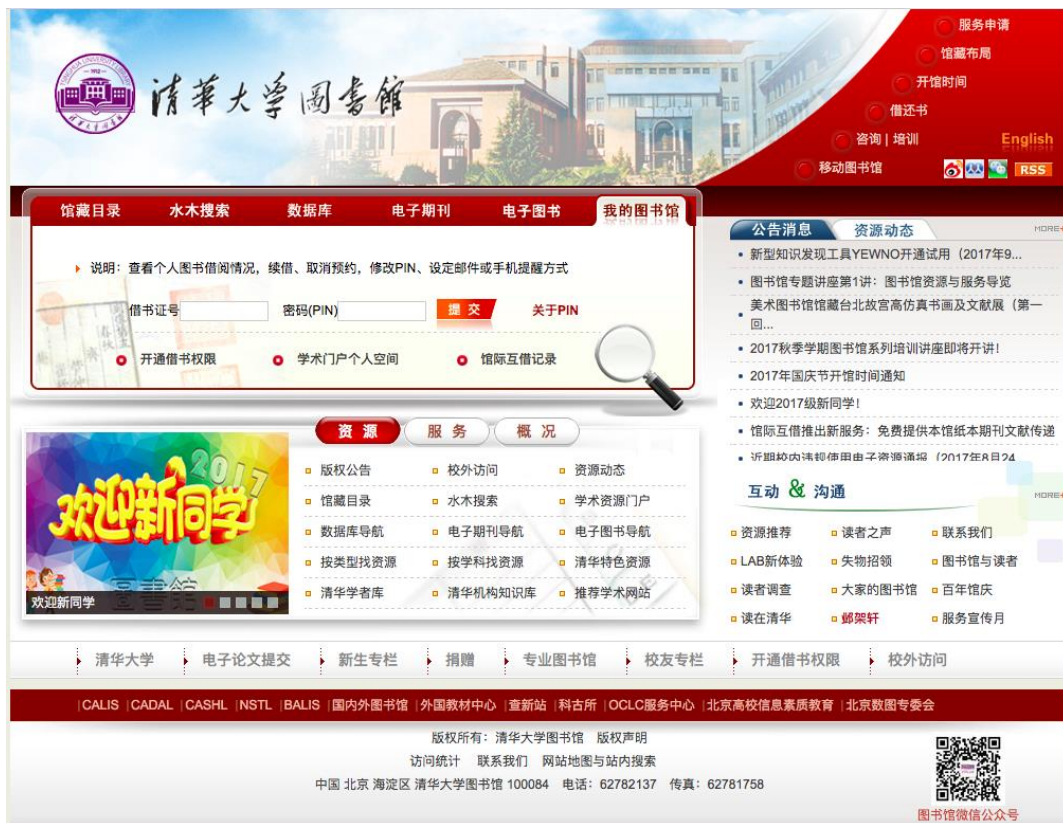 清華大学圖書館
服务申请
馆藏布局
开馆时间
借还书
咨询 | 培训
English
移动图书馆
RSS
馆藏目录 水木搜索 数据库 电子期刊 电子图书 我的图书馆
说明：查看个人图书借阅情况，续借、取消预约，修改PIN、设定邮件或手机提醒方式
借书证号 密码(PIN) 提 交 关于PIN
开通借书权限 学术门户个人空间 馆际互借记录
公告消息 资源动态 MORE+
新型知识发现工具YEWNO开通试用（2017年9...
图书馆专题讲座第1讲：图书馆资源与服务导览
美术图书馆馆藏台北故宫高仿真书画及文献展（第一
回...
2017秋季学期图书馆系列培训讲座即将开讲！
2017年国庆节开馆时间通知
欢迎2017级新同学！
馆际互借推出新服务：免费提供本馆纸本期刊文献传递
近期校内违规使用电子资源通报（2017年8月24
资 源 服 务 概 况
2017
欢迎新同学
欢迎新同学
版权公告 校外访问 资源动态
馆藏目录 水木搜索 学术资源门户
数据库导航 电子期刊导航 电子图书导航
按类型找资源 按学科找资源 清华特色资源
清华学者库 清华机构知识库 推荐学术网站
互动 & 沟通 MORE+
资源推荐 读者之声 联系我们
LAB新体验 失物招领 图书馆与读者
读者调查 大家的图书馆 百年馆庆
读在清华 邺架轩 服务宣传月
清华大学 电子论文提交 新生专栏 捐赠 专业图书馆 校友专栏 开通借书权限 校外访问
|CALIS |CADAL |CASHL |NSTL |BALIS |国内外图书馆 |外国教材中心 |查新站 |科古所 |OCLC服务中心 |北京高校信息素质教育 |北京数图专委会
版权所有：清华大学图书馆 版权声明
访问统计 联系我们 网站地图与站内搜索
中国 北京 海淀区 清华大学图书馆 100084 电话：62782137 传真：62781758
图书馆微信公众号